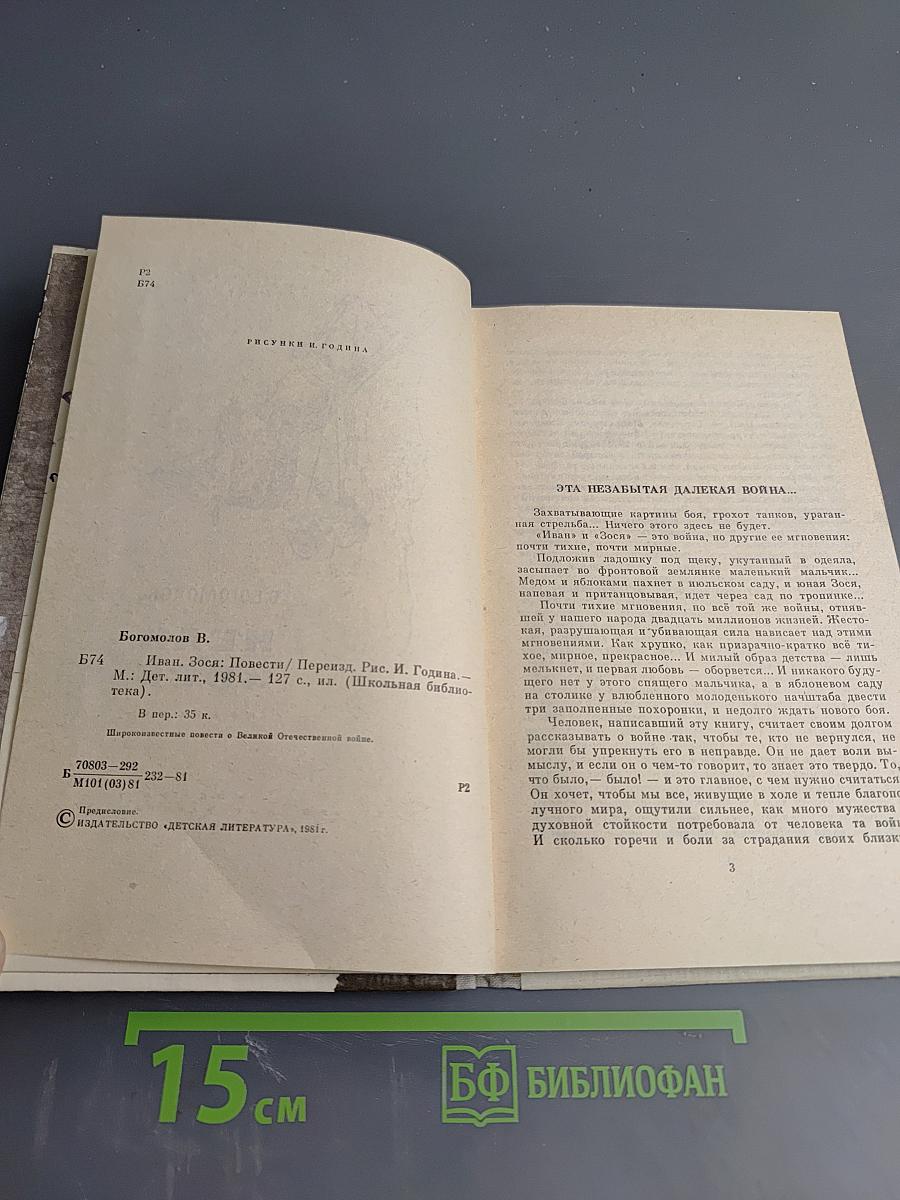 Р2
Б74
РИСУНКИ И. ГОДИНА
Богомолов В.
Б74 Иван. Зося: Повести/ Переизд. Рис. И. Година.—
М.: Дет. лит., 1981.— 127 с., ил. (Школьная библио-
тека).
В пер.: 35 к.
Широкоизвестные повести о Великой Отечественной войне.
Б 70803—292
М101(03)81 232—81
Р2
© Предисловие.
ИЗДАТЕЛЬСТВО «ДЕТСКАЯ ЛИТЕРАТУРА», 1981 г.
ЭТА НЕЗАБЫТАЯ ДАЛЕКАЯ ВОЙНА...
Захватывающие картины боя, грохот танков, ураган-
ная стрельба... Ничего этого здесь не будет.
«Иван» и «Зося» — это война, но другие ее мгновения:
почти тихие, почти мирные.
Подложив ладошку под щеку, укутанный в одеяла,
засыпает во фронтовой землянке маленький мальчик...
Медом и яблоками пахнет в июльском саду, и юная Зося,
напевая и пританцовывая, идет через сад по тропинке...
Почти тихие мгновения, но всё той же войны, отняв-
шей у нашего народа двадцать миллионов жизней. Жесто-
кая, разрушающая и убивающая сила нависает над этими
мгновениями. Как хрупко, как призрачно-кратко всё ти-
хое, мирное, прекрасное... И милый образ детства — лишь
мелькнет, и первая любовь — оборвется... И никакого буду-
щего нет у этого спящего мальчика, а в яблоневом саду
на столике у влюбленного молоденького начштаба двести
три заполненные похоронки, и недолго ждать нового боя.
Человек, написавший эту книгу, считает своим долгом
рассказывать о войне так, чтобы те, кто не вернулся, не
могли бы упрекнуть его в неправде. Он не дает воли вы-
мыслу, и если он о чем-то говорит, то знает это твердо. То,
что было,— было! — и это главное, с чем нужно считаться
Он хочет, чтобы мы все, живущие в холе и тепле благопо
лучного мира, ощутили сильнее, как много мужества
духовной стойкости потребовала от человека та вой
И сколько горечи и боли за страдания своих близк
3
15 см
БФ БИБЛИОФАН